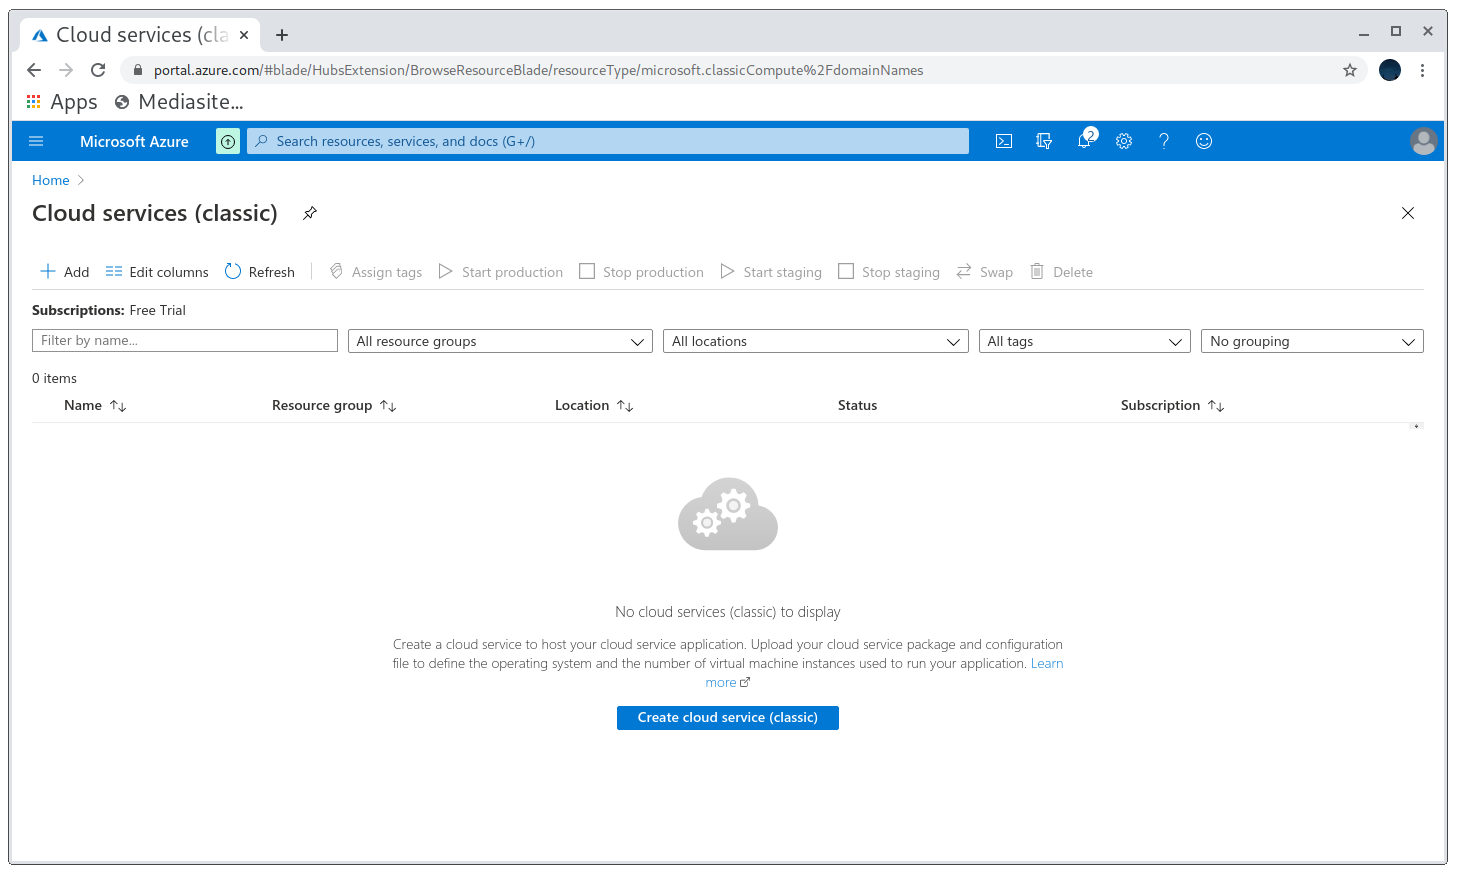 Cloud services (cla
Apps
Mediasite...
portal.azure.com/#blade/HubsExtension/BrowseResourceBlade/resourceType/microsoft.classicCompute%2FdomainNames
Microsoft Azure
Search resources, services, and docs (G+/)
2
Home
Cloud services (classic)
Add Edit columns Refresh Assign tags Start production Stop production Start staging Stop staging Swap Delete
Subscriptions: Free Trial
Filter by name... All resource groups All locations All tags No grouping
0 items
Name Resource group Location Status Subscription
No cloud services (classic) to display
Create a cloud service to host your cloud service application. Upload your cloud service package and configuration
file to define the operating system and the number of virtual machine instances used to run your application. Learn
more
Create cloud service (classic)